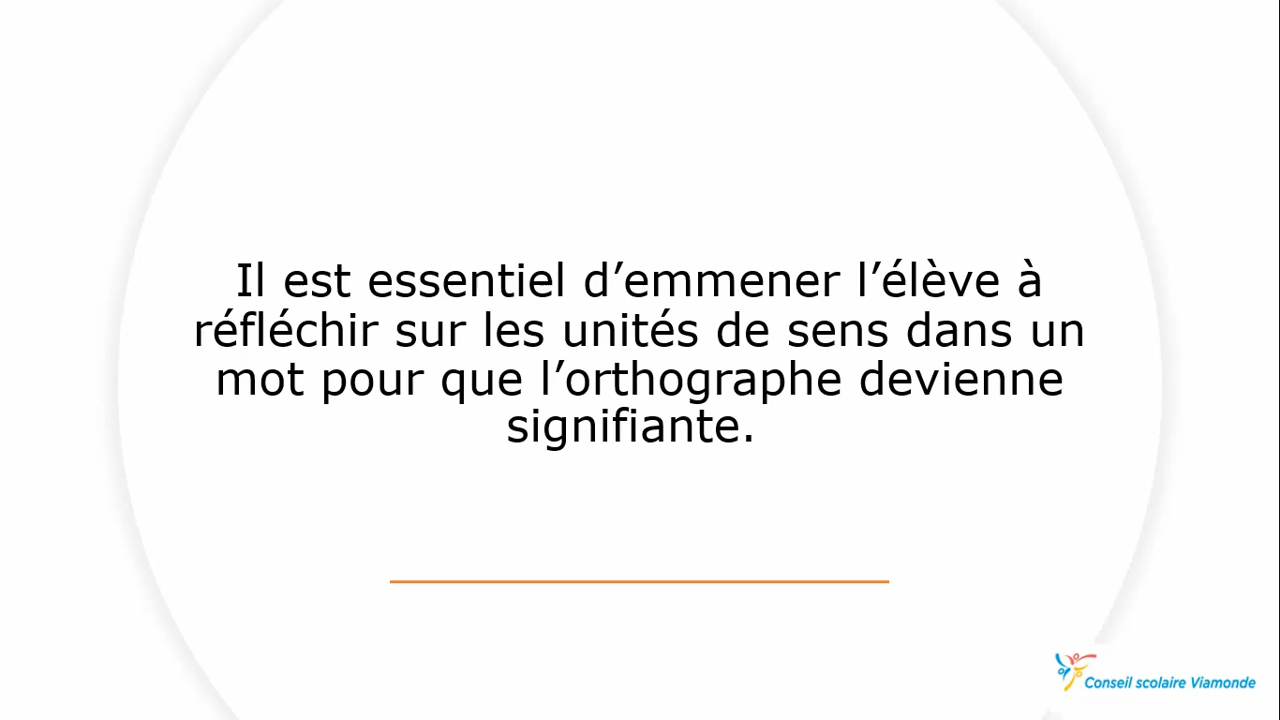 Il est essentiel d’emmener l’élève à
réfléchir sur les unités de sens dans un
mot pour que l’orthographe devienne
signifiante.
Conseil scolaire Viamonde